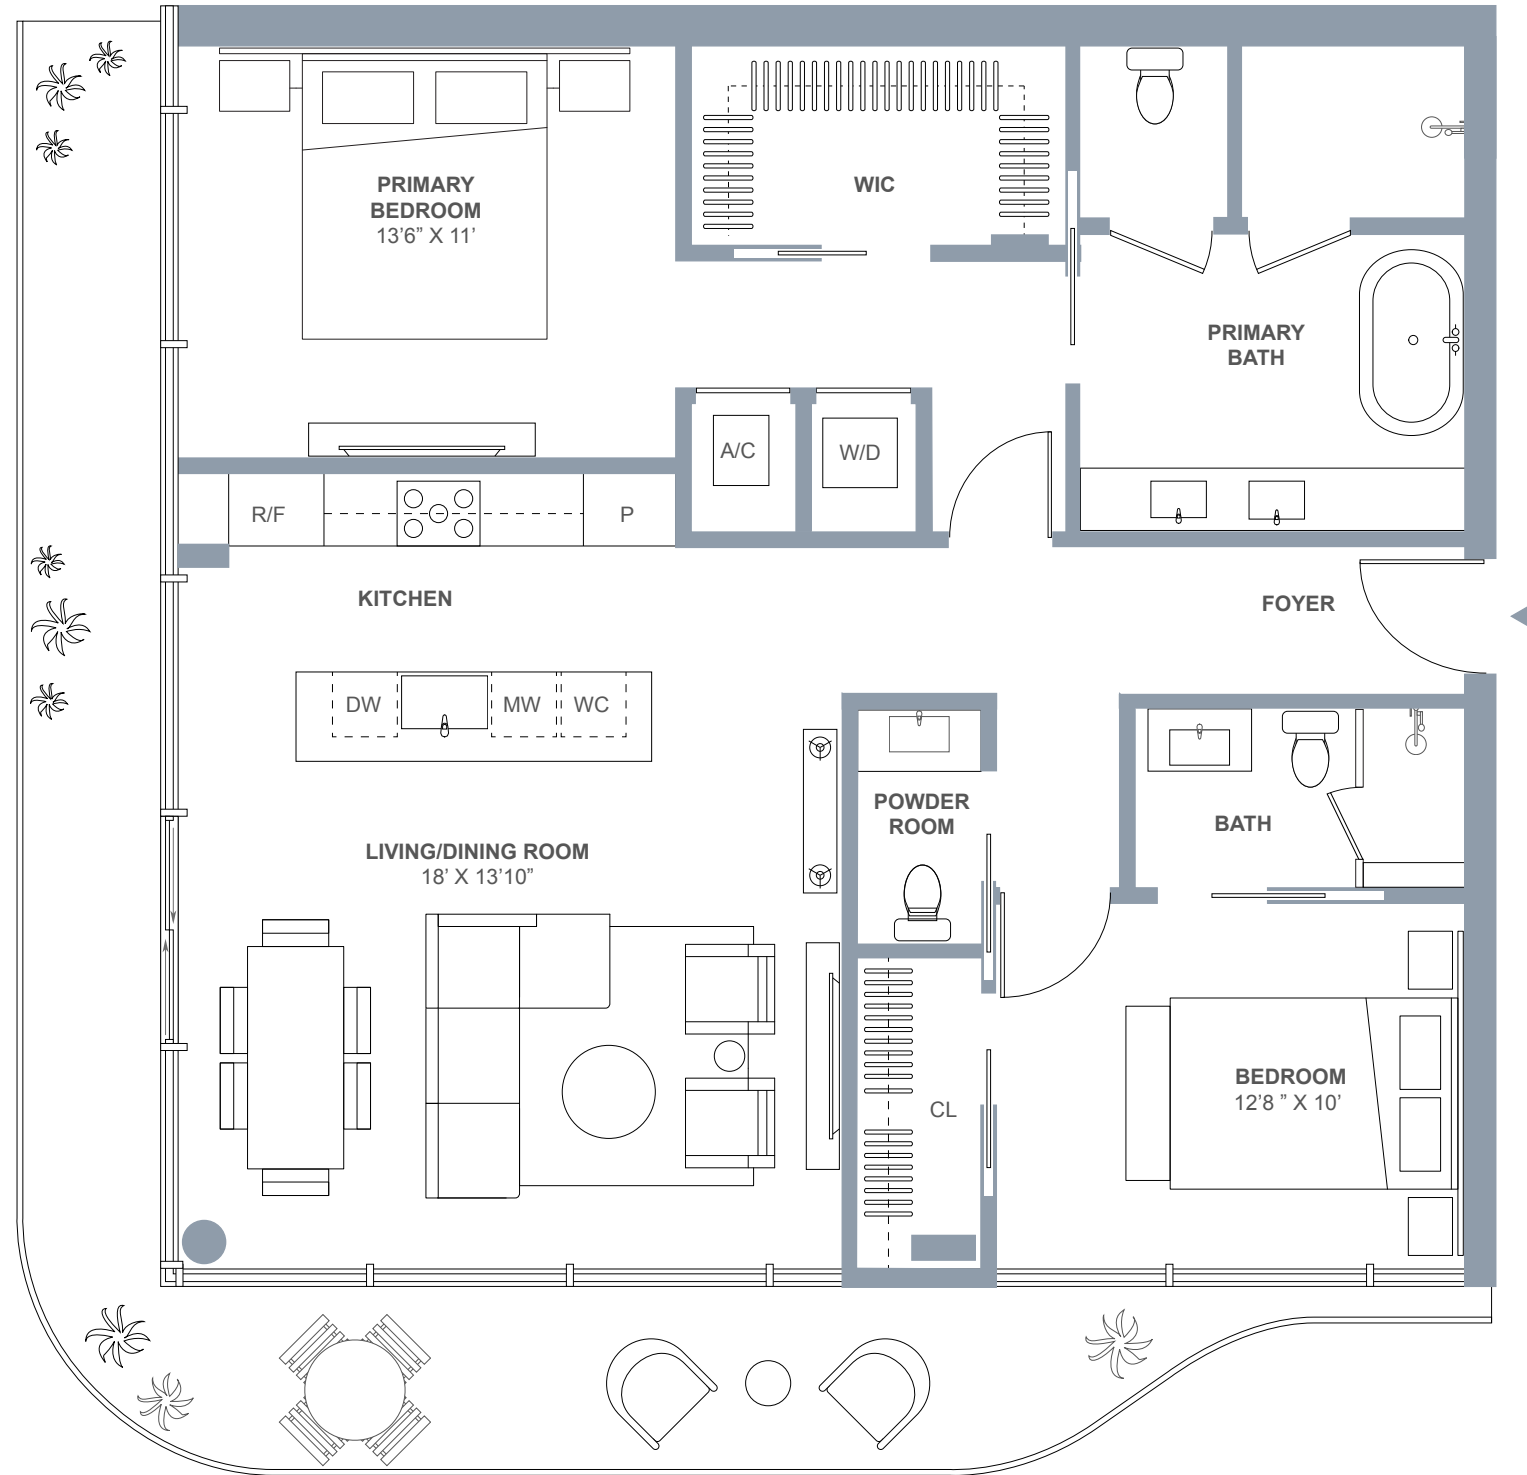 PRIMARY
BEDROOM
13’6” X 11’
WIC
PRIMARY
BATH
A/C
W/D
R/F
P
KITCHEN
FOYER
DW
MW
WC
POWDER
ROOM
BATH
LIVING/DINING ROOM
18’ X 13’10”
CL
BEDROOM
12’8 ” X 10’